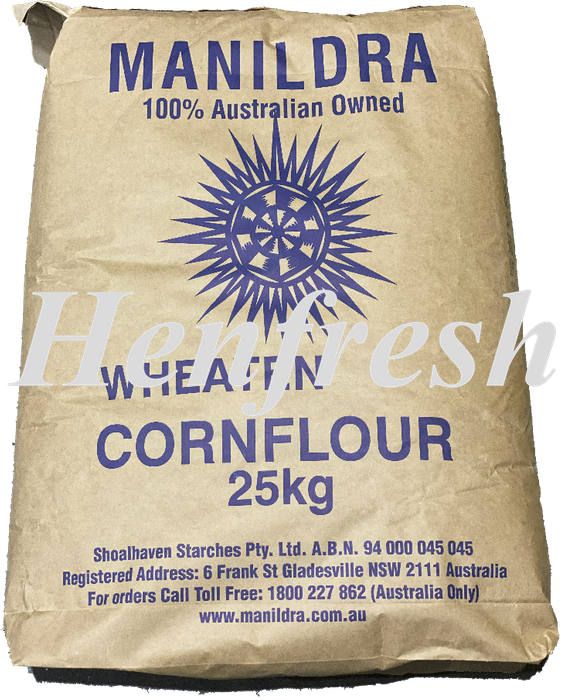 MANILDRA
100% Australian Owned
Henfresh
WHEATEN
CORNFLOUR
25kg
Shoalhaven Starches Pty. Ltd. A.B.N. 94 000 045 045
Registered Address: 6 Frank St Gladesville NSW 2111 Australia
For orders Call Toll Free: 1800 227 862 (Australia Only)
www.manildra.com.au